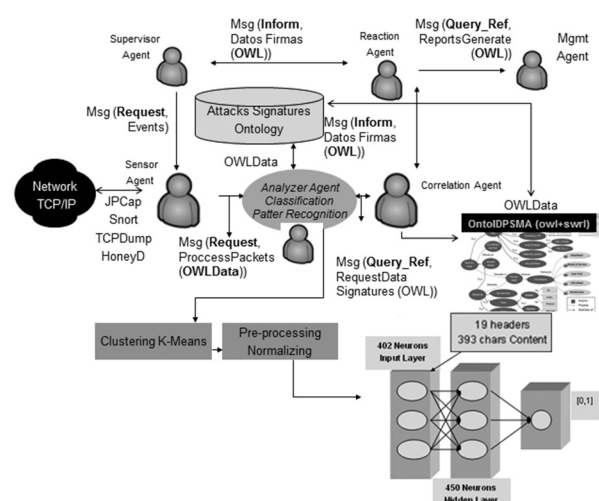 Supervisor
Agent
Msg (Inform,
Datos Firmas
(OWL))
Reaction
Agent
Msg (Query_Ref,
ReportsGenerate
(OWL))
Mgmt
Agent
Msg (Request,
Events)
Attacks Signatures
Ontology
Msg (Inform,
Datos Firmas
(OWL))
OWLData
Sensor
Agent
Network
TCP/IP
JPCap
Snort
TCPDump
HoneyD
Analyzer Agent
Classification
Patter Recognition
Correlation Agent
OWLData
OntoIDPSMA (owl+swrl)
Msg (Request,
ProccessPackets
(OWLData))
Msg (Query_Ref,
RequestData
Signatures (OWL))
Clustering K-Means
Pre-processing
Normalizing
19 headers
393 chars Content
402 Neurons
Input Layer
[0,1]
450 Neurons
Hidden Layer